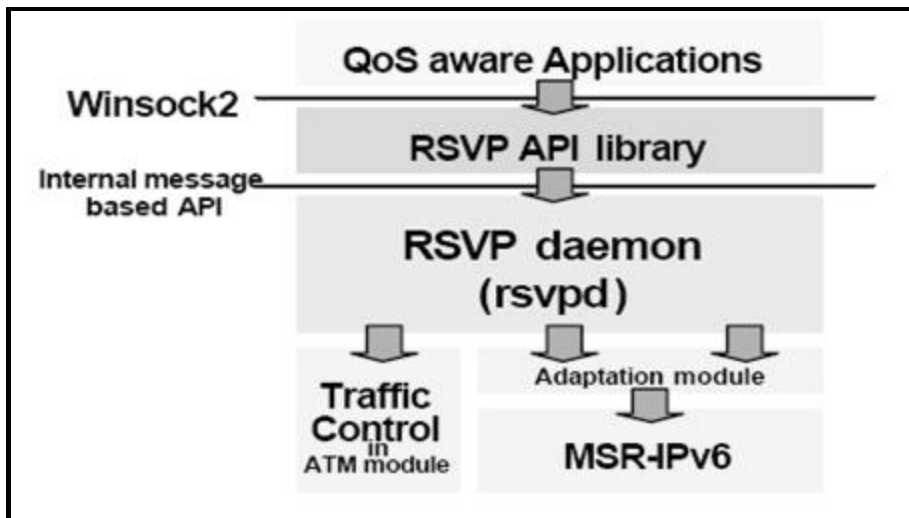 QoS aware Applications
Winsock2
RSVP API library
Internal message
based API
RSVP daemon
(rsvpd)
Traffic
Control
in
ATM module
Adaptation module
MSR-IPv6